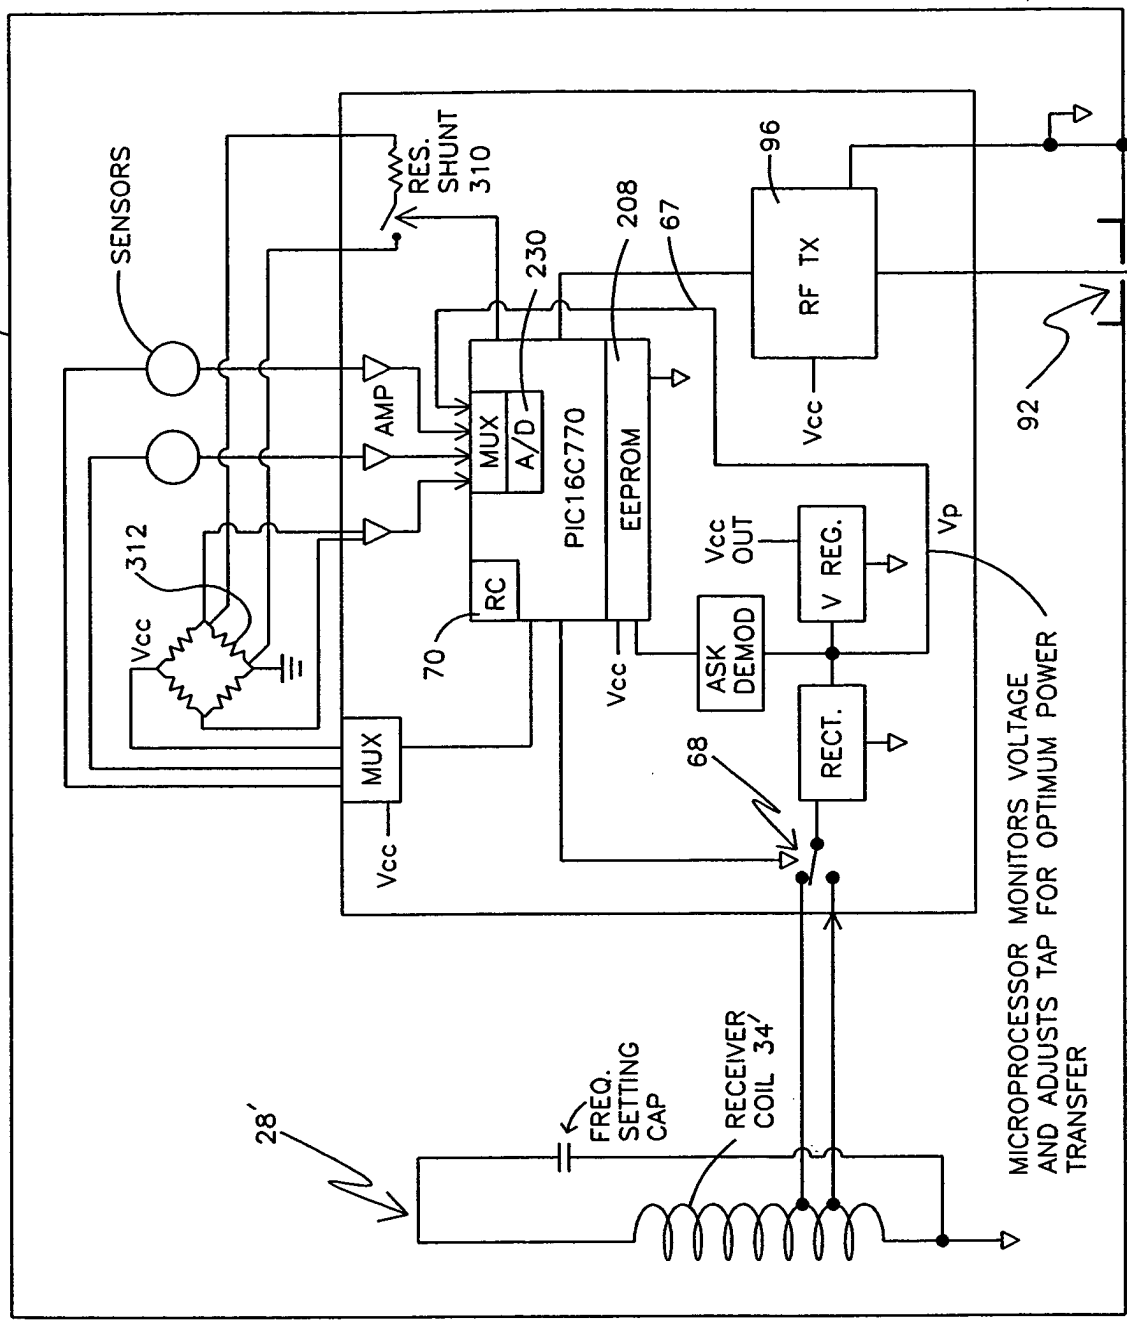 28'
FREQ.
SETTING
CAP
RECEIVER
COIL 34'
SENSORS
Vcc
312
Vcc
MUX
AMP
RES.
SHUNT
310
70
RC
MUX
A/D
230
PIC16C770
EEPROM
208
Vcc
67
68
ASK
DEMOD
Vcc
OUT
RECT.
V REG.
Vcc
RF TX
96
Vp
92
MICROPROCESSOR MONITORS VOLTAGE
AND ADJUSTS TAP FOR OPTIMUM POWER
TRANSFER